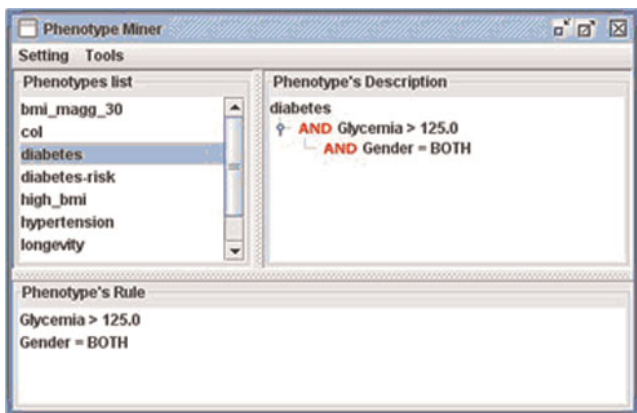 Phenotype Miner
Setting Tools
Phenotypes list
bmi_magg_30
col
diabetes
diabetes-risk
high_bmi
hypertension
longevity
Phenotype's Description
diabetes
AND Glycemia > 125.0
AND Gender = BOTH
Phenotype's Rule
Glycemia > 125.0
Gender = BOTH